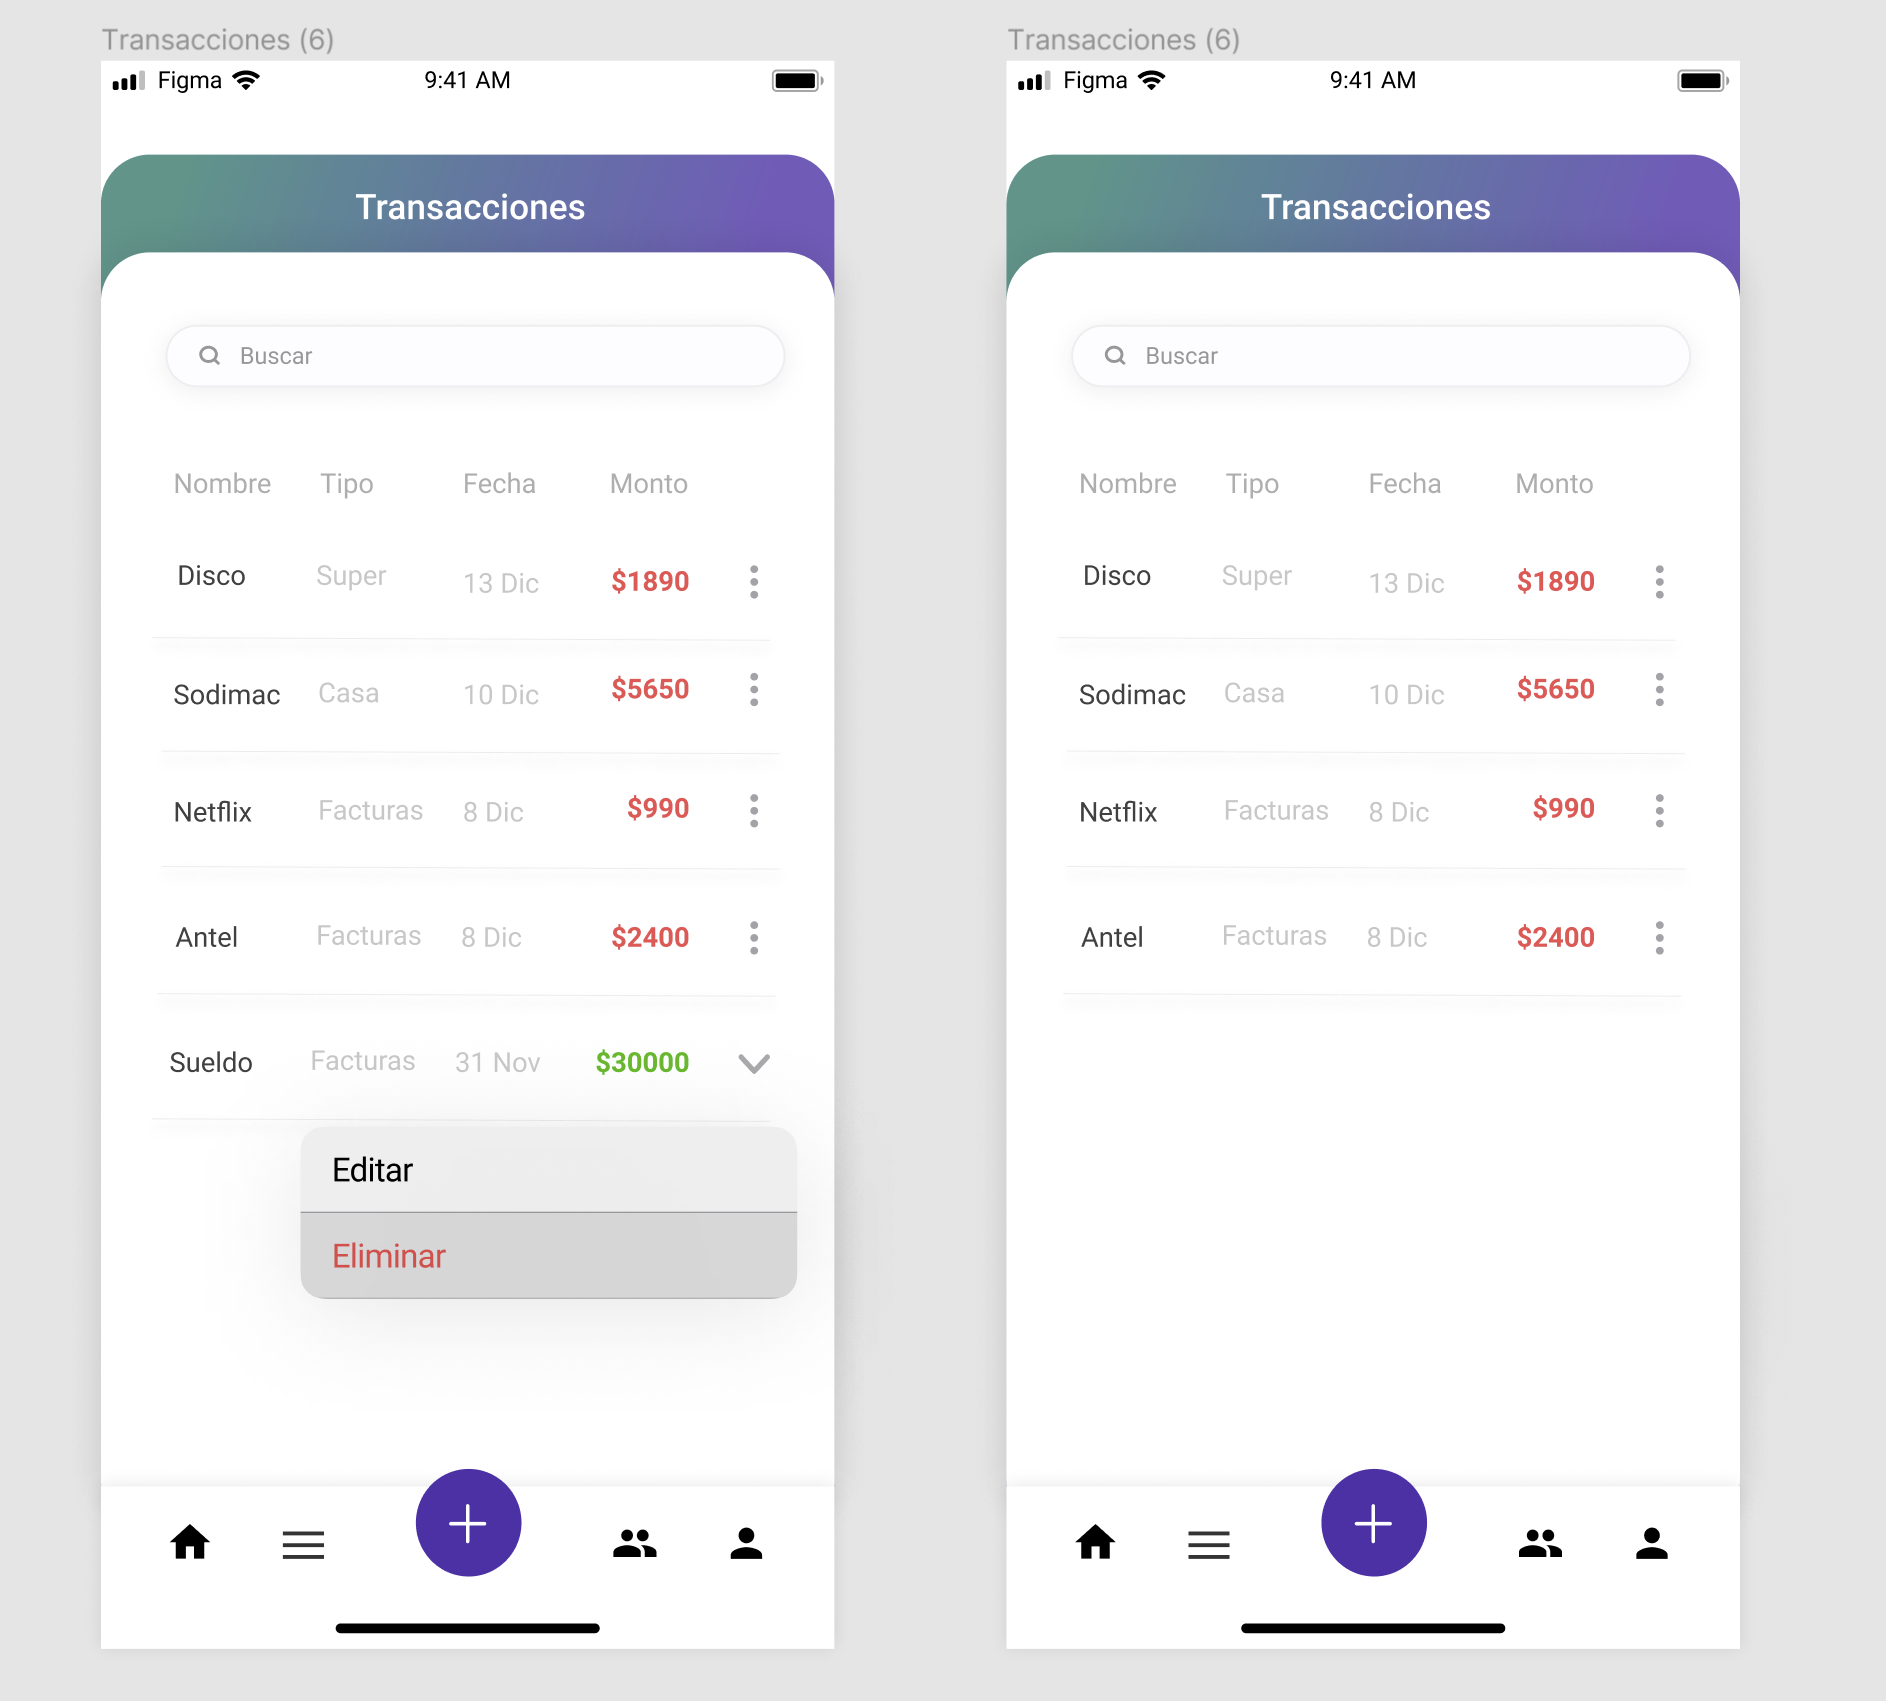 Transacciones (6)
Figma 9:41 AM
Transacciones
Buscar
Nombre Tipo Fecha Monto
Disco Super 13 Dic $1890
Sodimac Casa 10 Dic $5650
Netflix Facturas 8 Dic $990
Antel Facturas 8 Dic $2400
Sueldo Facturas 31 Nov $30000
Editar
Eliminar
Transacciones (6)
Figma 9:41 AM
Transacciones
Buscar
Nombre Tipo Fecha Monto
Disco Super 13 Dic $1890
Sodimac Casa 10 Dic $5650
Netflix Facturas 8 Dic $990
Antel Facturas 8 Dic $2400